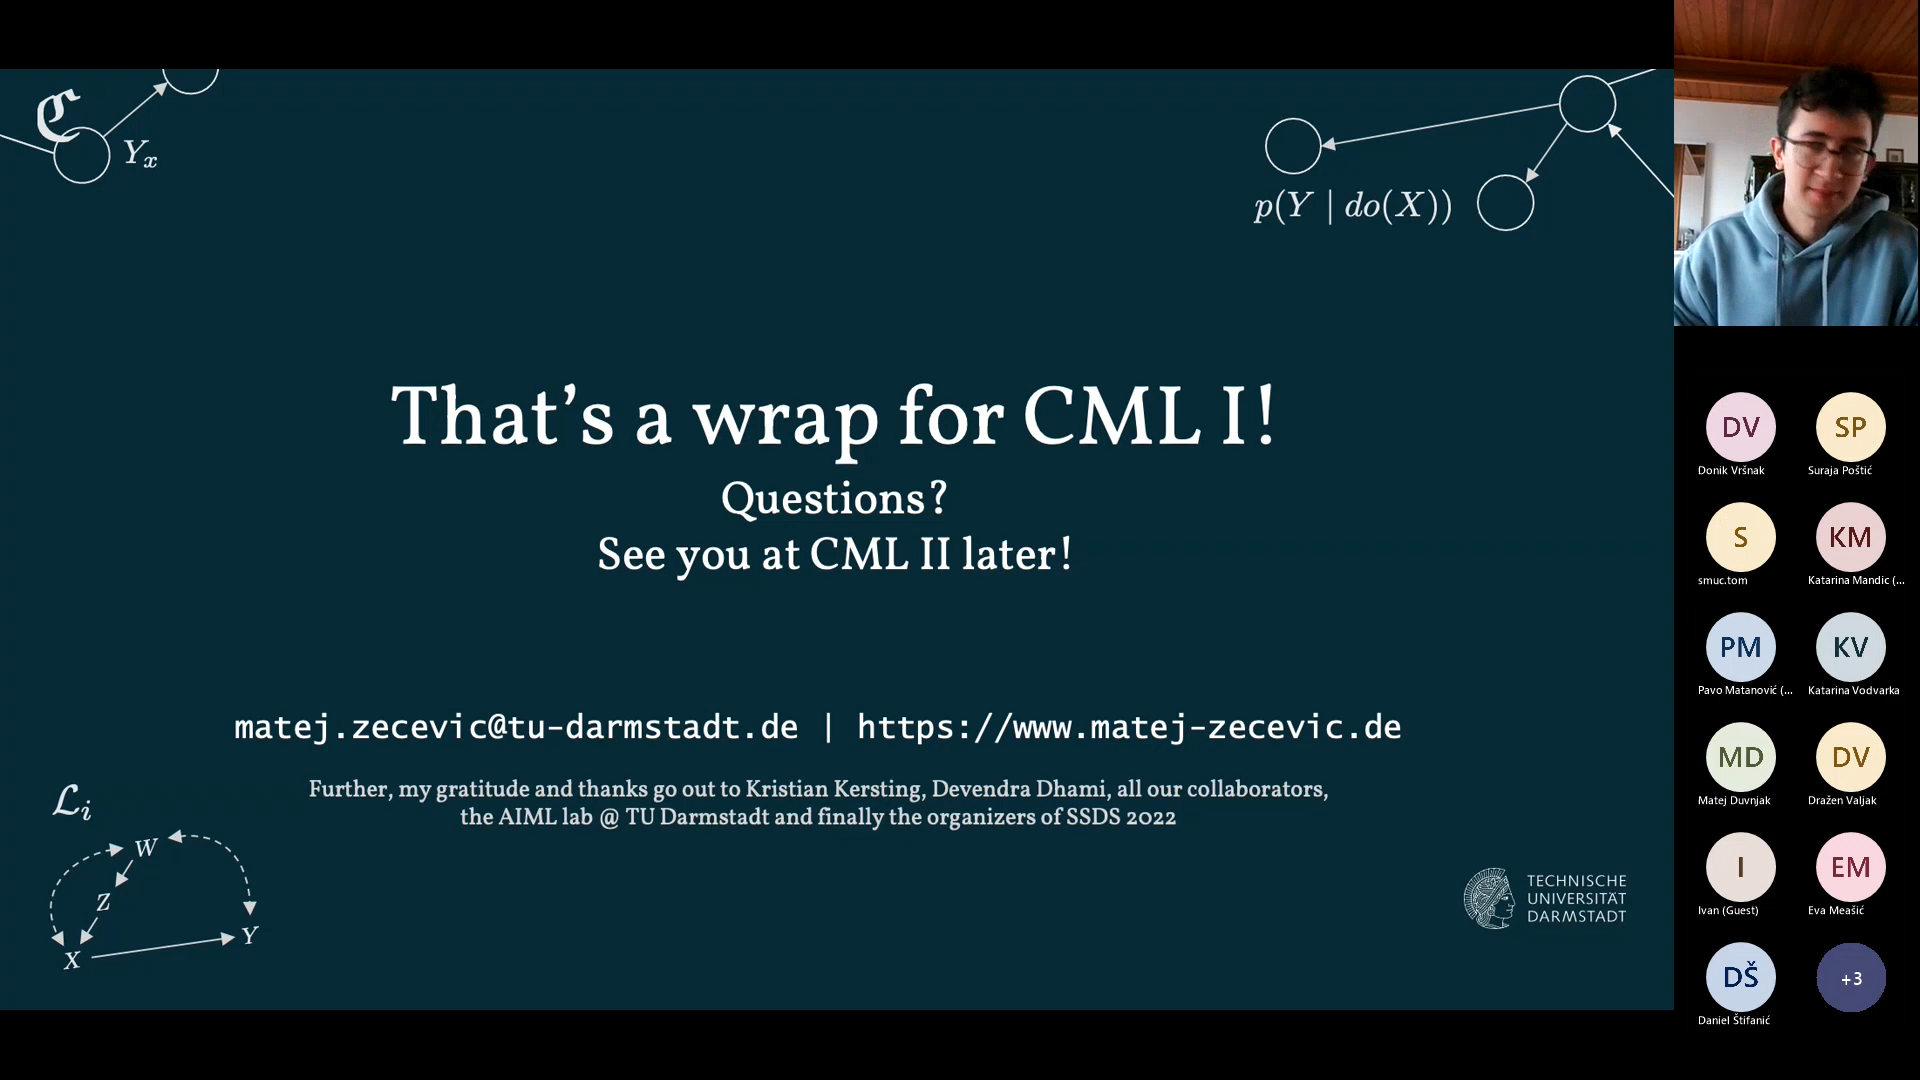 ℭ
Yₓ
p(Y | do(X))
That’s a wrap for CML I!
Questions?
See you at CML II later!
matej.zecevic@tu-darmstadt.de | https://www.matej-zecevic.de
Further, my gratitude and thanks go out to Kristian Kersting, Devendra Dhami, all our collaborators,
the AIML lab @ TU Darmstadt and finally the organizers of SSDS 2022
ℒᵢ
W
Z
Y
X
TECHNISCHE
UNIVERSITÄT
DARMSTADT
DV SP
Donik Vršnak Suraja Poštić
S KM
smuc.tom Katarina Mandic (...
PM KV
Pavo Matanović (... Katarina Vodvarka
MD DV
Matej Duvnjak Dražen Valjak
I EM
Ivan (Guest) Eva Meašić
DŠ +3
Daniel Štifanić